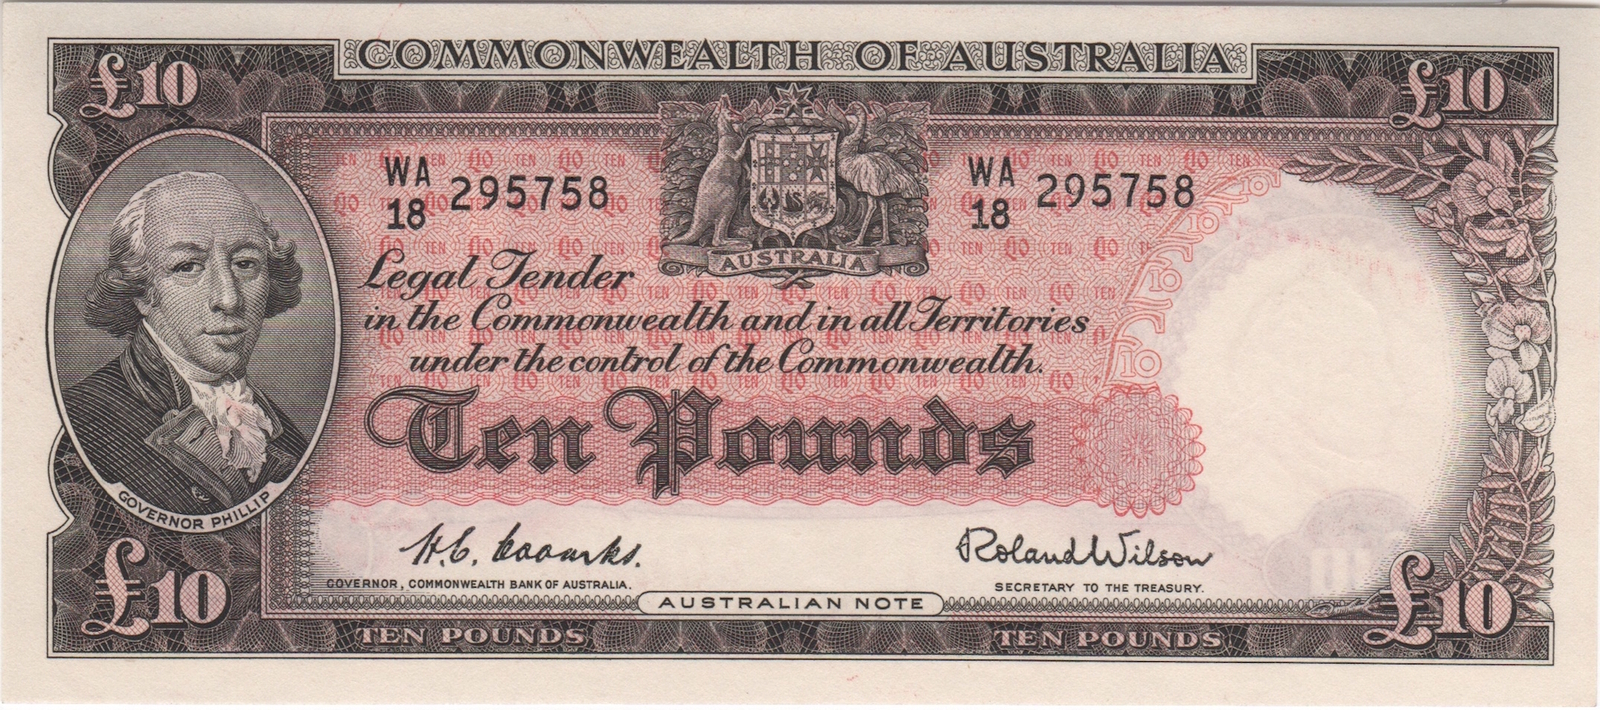 COMMONWEALTH OF AUSTRALIA
£10 £10
WA 18 295758 WA 18 295758
AUSTRALIA
Legal Tender
in the Commonwealth and in all Territories
under the control of the Commonwealth.
Ten Pounds
GOVERNOR PHILLIP
H.C. Coombs. Roland Wilson
GOVERNOR, COMMONWEALTH BANK OF AUSTRALIA. SECRETARY TO THE TREASURY.
AUSTRALIAN NOTE
£10 £10
TEN POUNDS TEN POUNDS